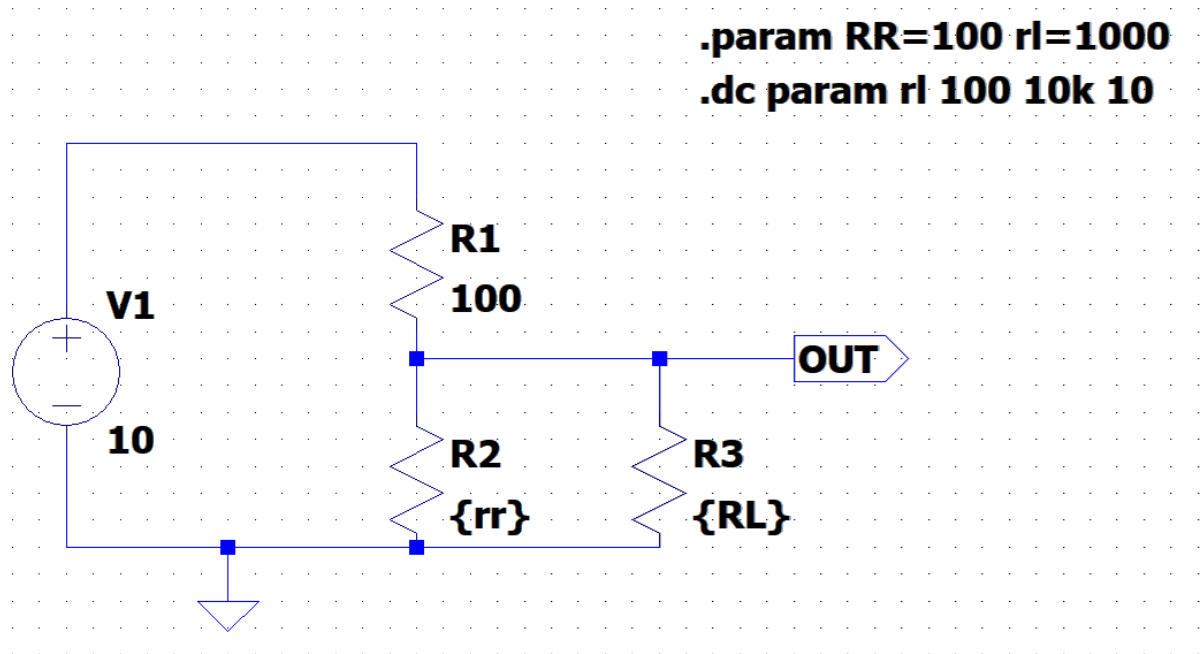 .param RR=100 rl=1000
.dc param rl 100 10k 10
R1
100
V1
10
OUT
R2
{rr}
R3
{RL}